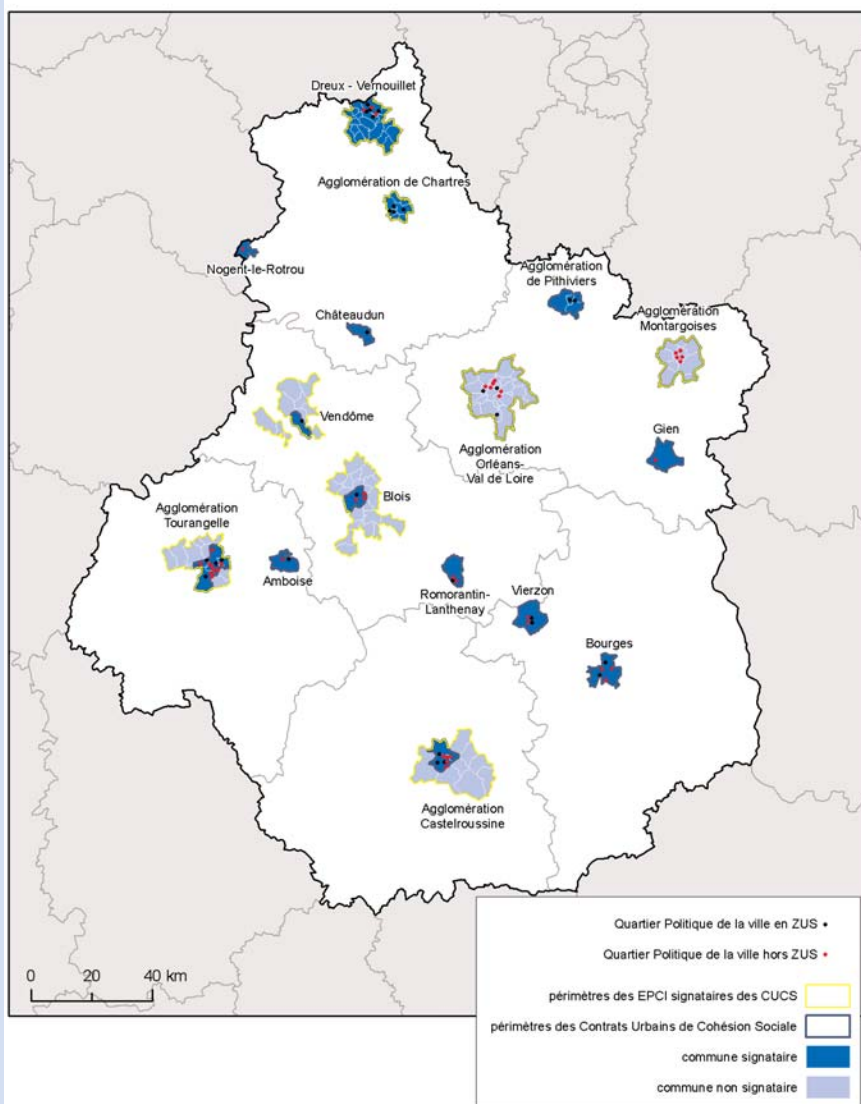 Dreux - Vernouillet
Agglomération de Chartres
Nogent-le-Rotrou
Agglomération
de Pithiviers
Châteaudun
Agglomération
Montargoises
Vendôme
Gien
Agglomération
Orléans-
Val de Loire
Blois
Agglomération
Tourangelle
Amboise
Romorantin-
Lanthenay
Vierzon
Bourges
Agglomération
Castelroussine
Quartier Politique de la ville en ZUS
Quartier Politique de la ville hors ZUS
0 20 40 km
périmètres des EPCI signataires des CUCS
périmètres des Contrats Urbains de Cohésion Sociale
commune signataire
commune non signataire